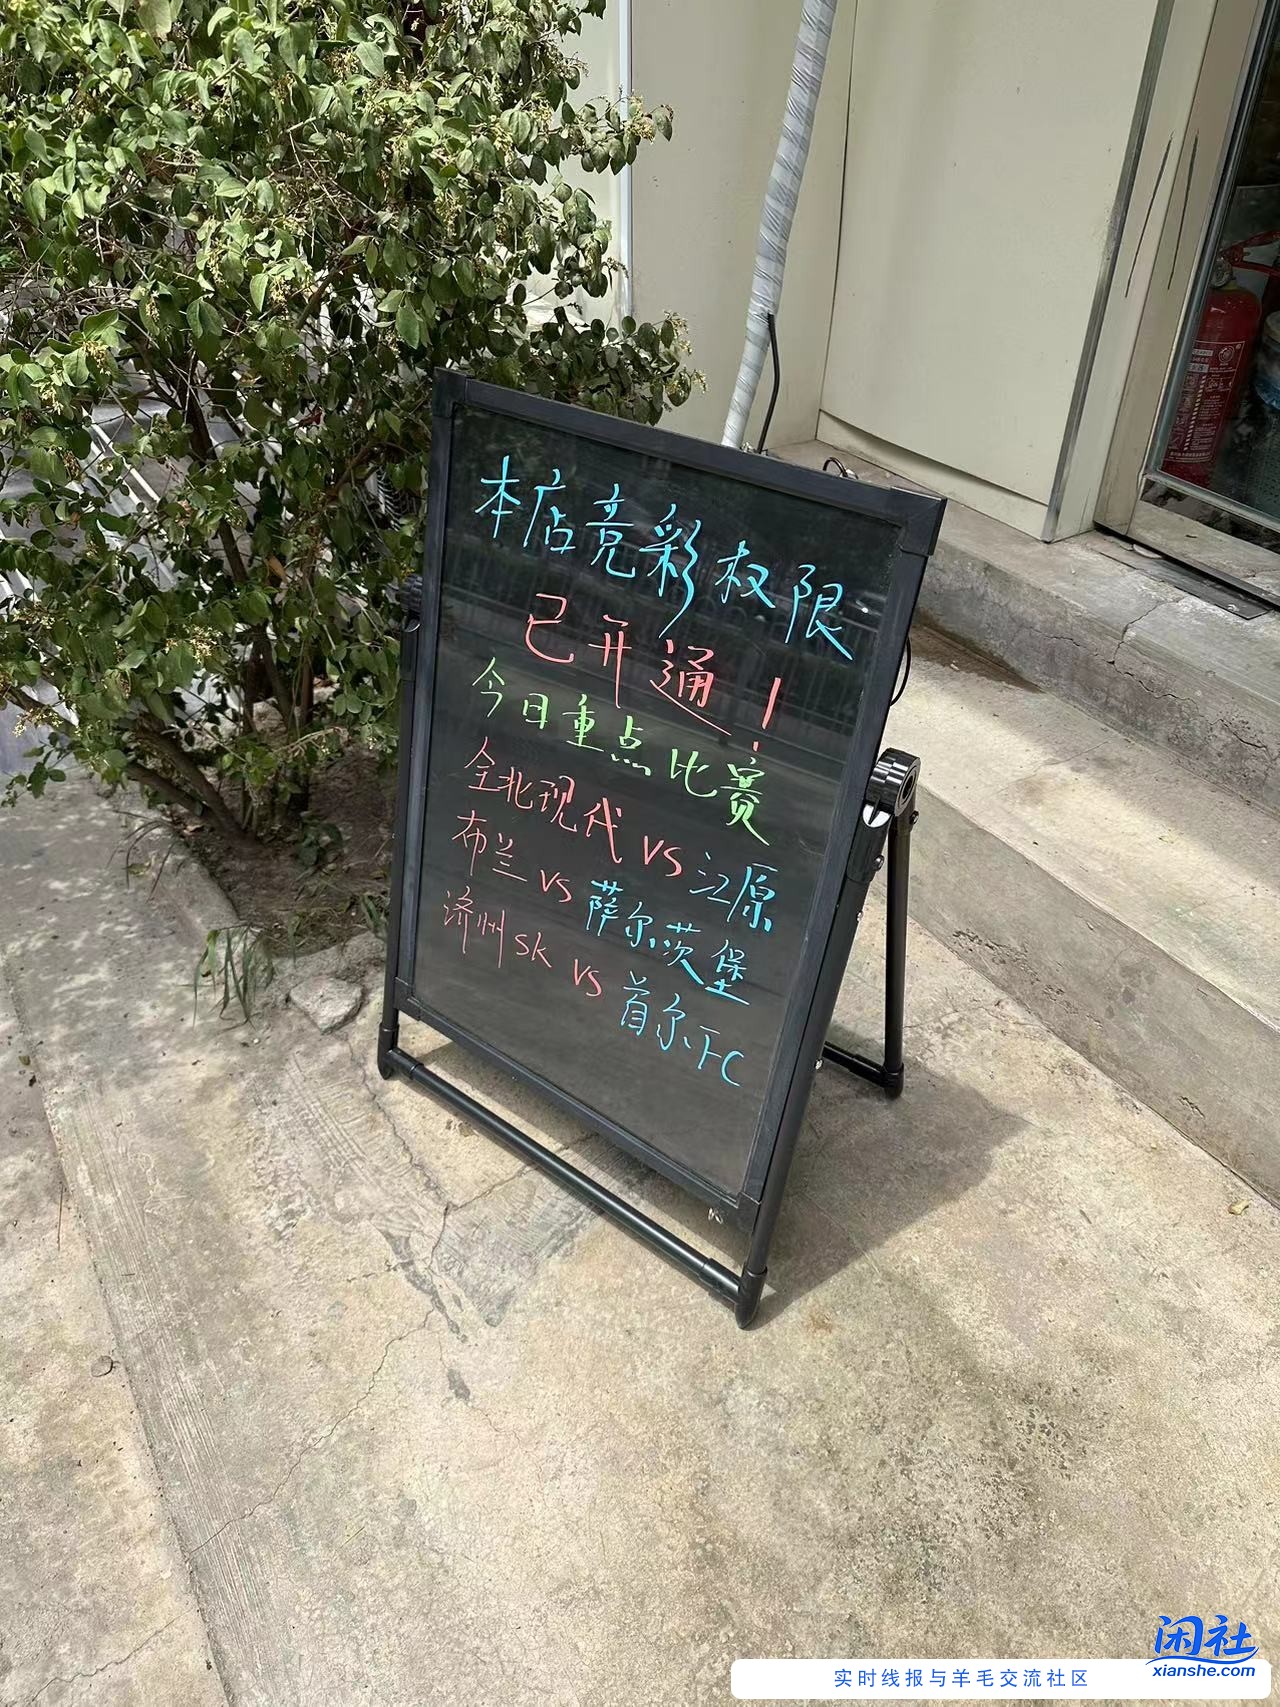 本店竞彩权限
已开通！
今日重点比赛
全北现代 VS 江原
布兰 VS 萨尔茨堡
济州SK VS 首尔FC
闲社
xianshe.com
实时线报与羊毛交流社区